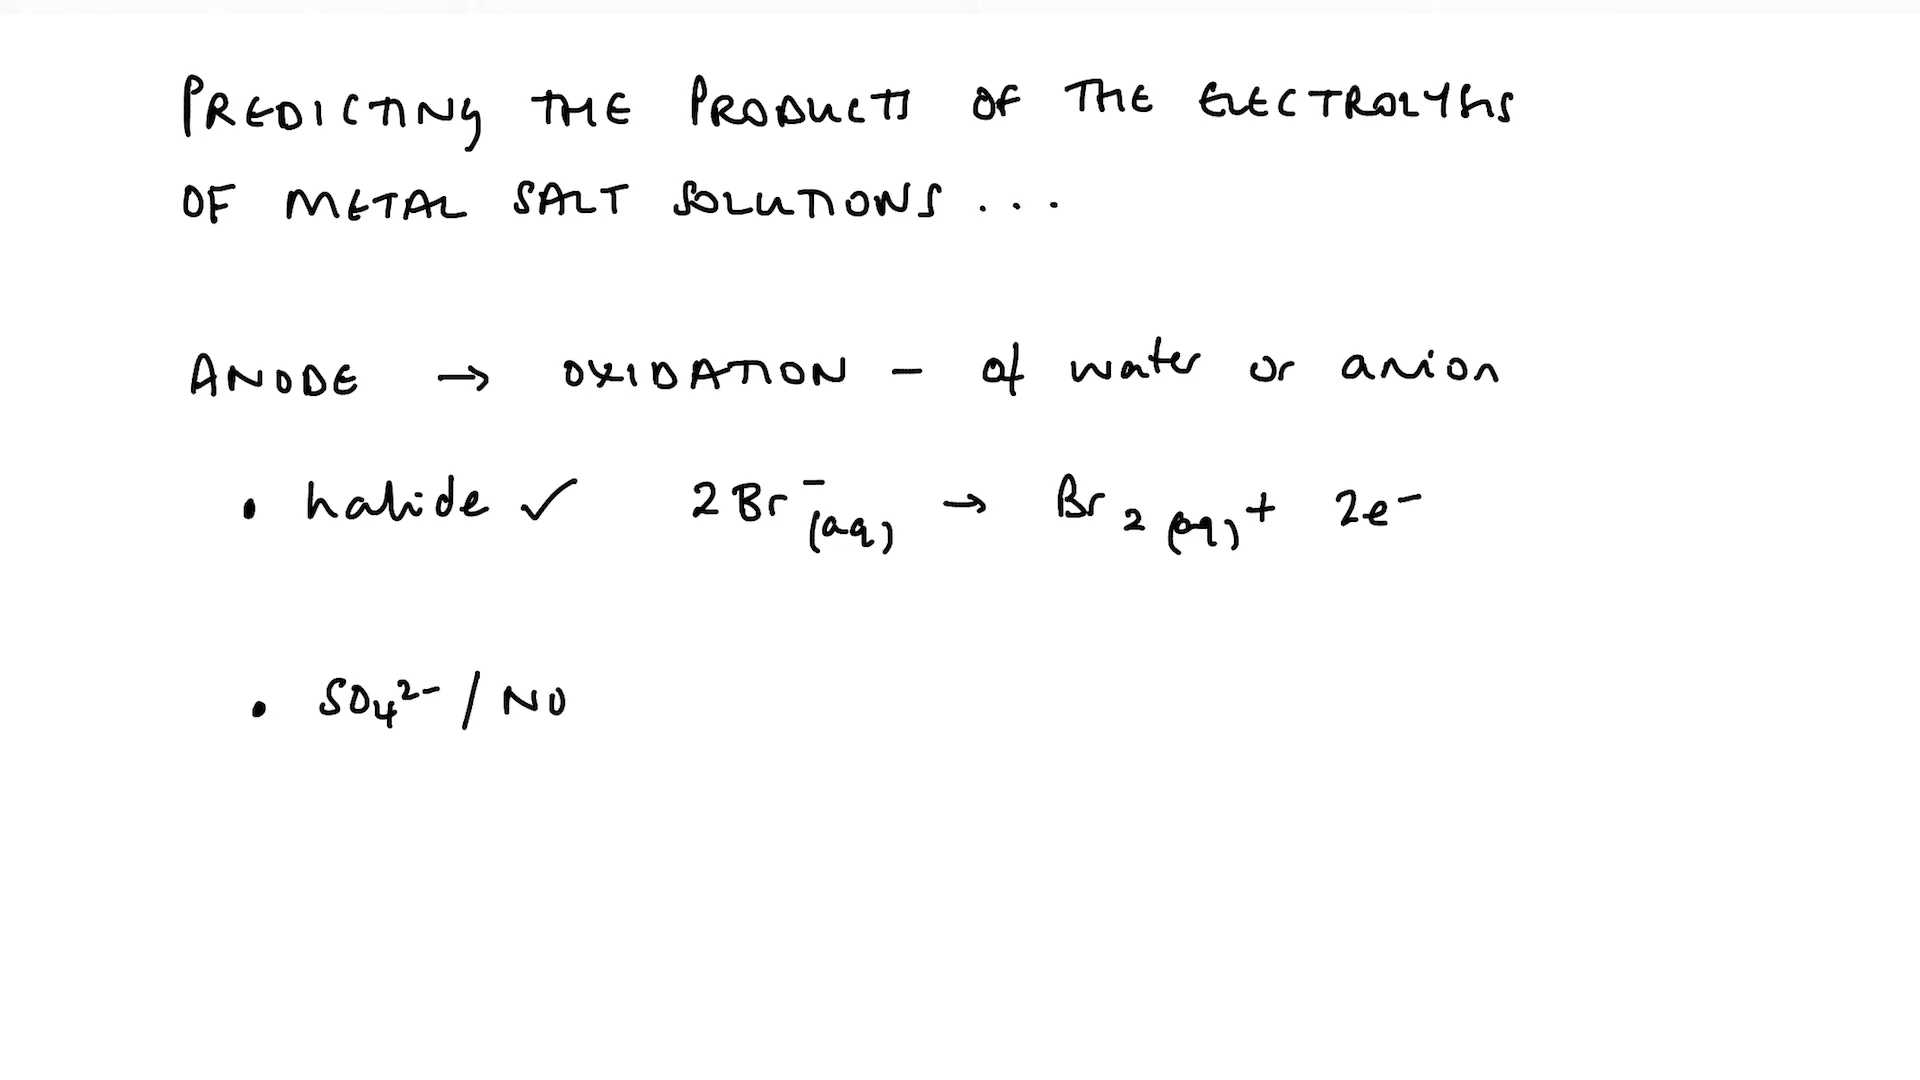 PREDICTING THE PRODUCTS OF THE ELECTROLYSIS
OF METAL SALT SOLUTIONS ...
ANODE → OXIDATION - of water or anion
• halide ✓ 2Br⁻(aq) → Br₂(aq) + 2e⁻
• SO₄²⁻ / NO